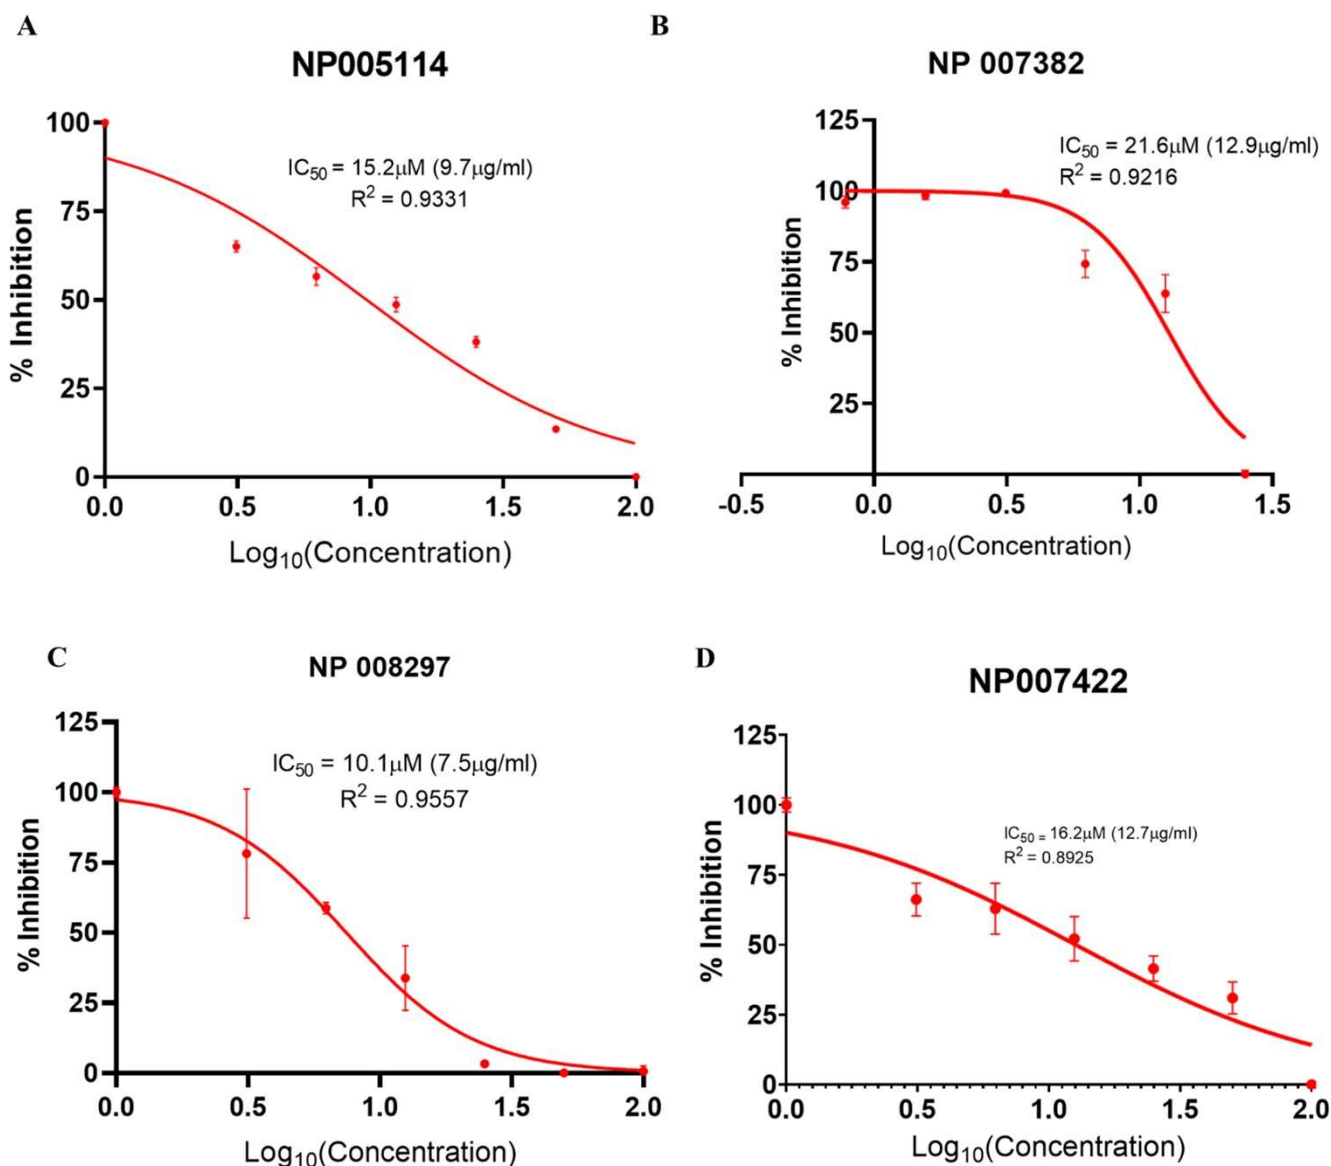 A
NP005114
100
75
50
25
0
% Inhibition
IC50 = 15.2μM (9.7μg/ml)
R2 = 0.9331
0.0 0.5 1.0 1.5 2.0
Log10(Concentration)
B
NP 007382
125
100
75
50
25
% Inhibition
IC50 = 21.6μM (12.9μg/ml)
R2 = 0.9216
-0.5 0.0 0.5 1.0 1.5
Log10(Concentration)
C
NP 008297
125
100
75
50
25
0
% Inhibition
IC50 = 10.1μM (7.5μg/ml)
R2 = 0.9557
0.0 0.5 1.0 1.5 2.0
Log10(Concentration)
D
NP007422
125
100
75
50
25
0
% Inhibition
IC50 = 16.2μM (12.7μg/ml)
R2 = 0.8925
0.0 0.5 1.0 1.5 2.0
Log10(Concentration)